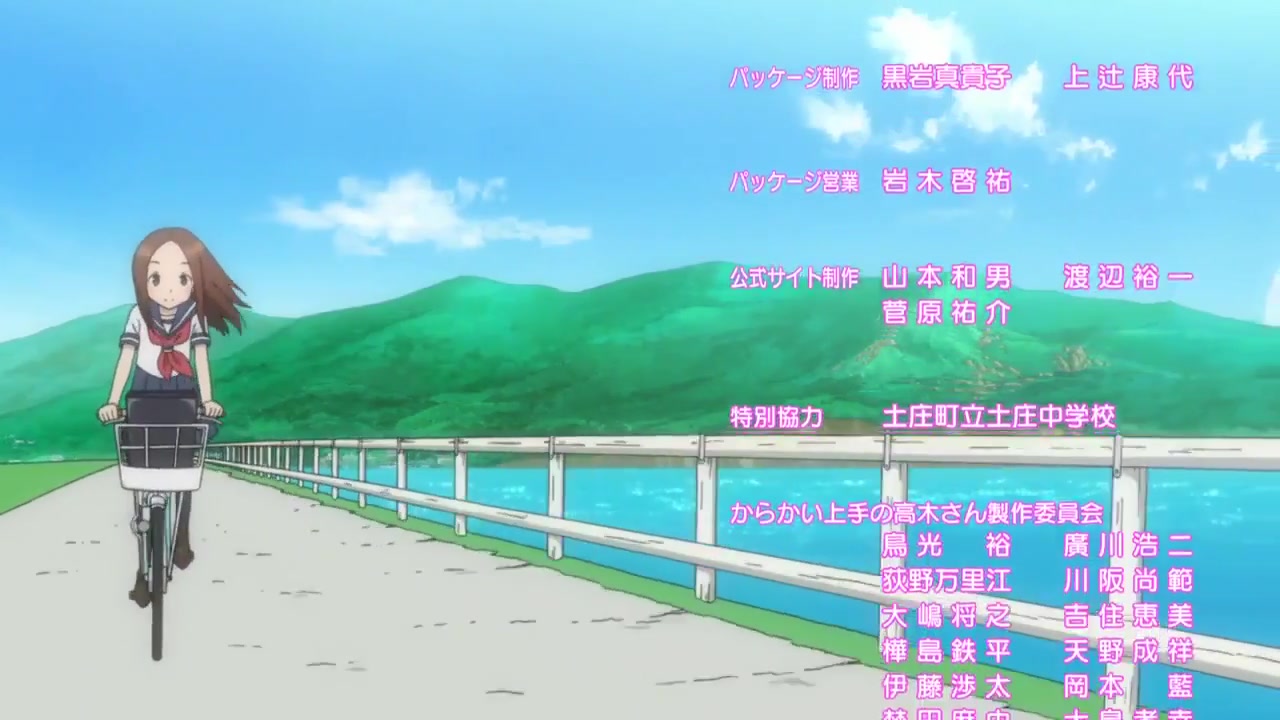 パッケージ制作 黒岩真貴子 上辻康代
パッケージ営業 岩木啓祐
公式サイト制作 山本和男 渡辺裕一
菅原祐介
特別協力 土庄町立土庄中学校
からかい上手の高木さん製作委員会
鳥光裕 廣川浩二
荻野万里江 川阪尚範
大嶋将之 吉住恵美
樺島鉄平 天野成祥
伊藤渉太 岡本藍